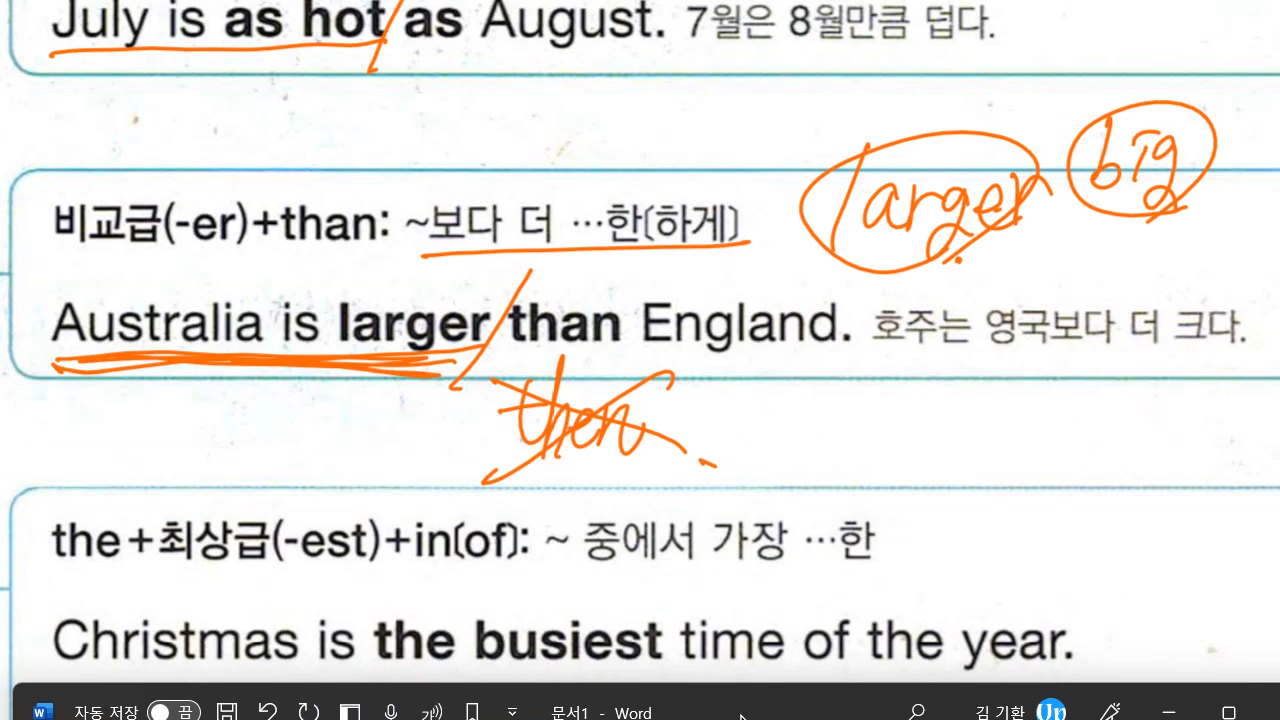 July is as hot as August. 7월은 8월만큼 덥다.
larger big
비교급(-er)+than: ~보다 더 …한(하게)
Australia is larger than England. 호주는 영국보다 더 크다.
then
the+최상급(-est)+in(of): ~ 중에서 가장 …한
Christmas is the busiest time of the year.
자동 저장 끔 가)) 문서1 - Word 김 기환 Up